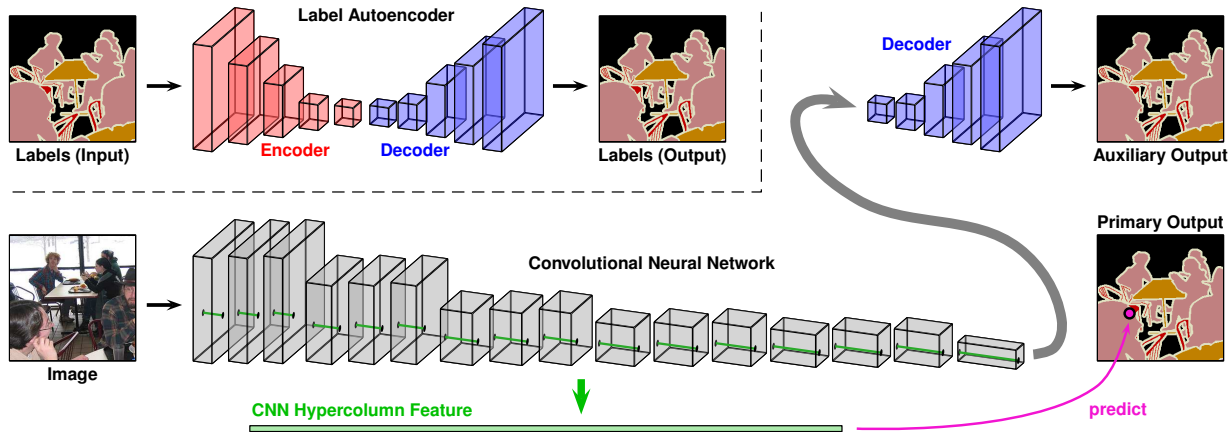 Label Autoencoder
Decoder
Encoder
Decoder
Labels (Input)
Labels (Output)
Auxiliary Output
Primary Output
Convolutional Neural Network
Image
CNN Hypercolumn Feature
predict